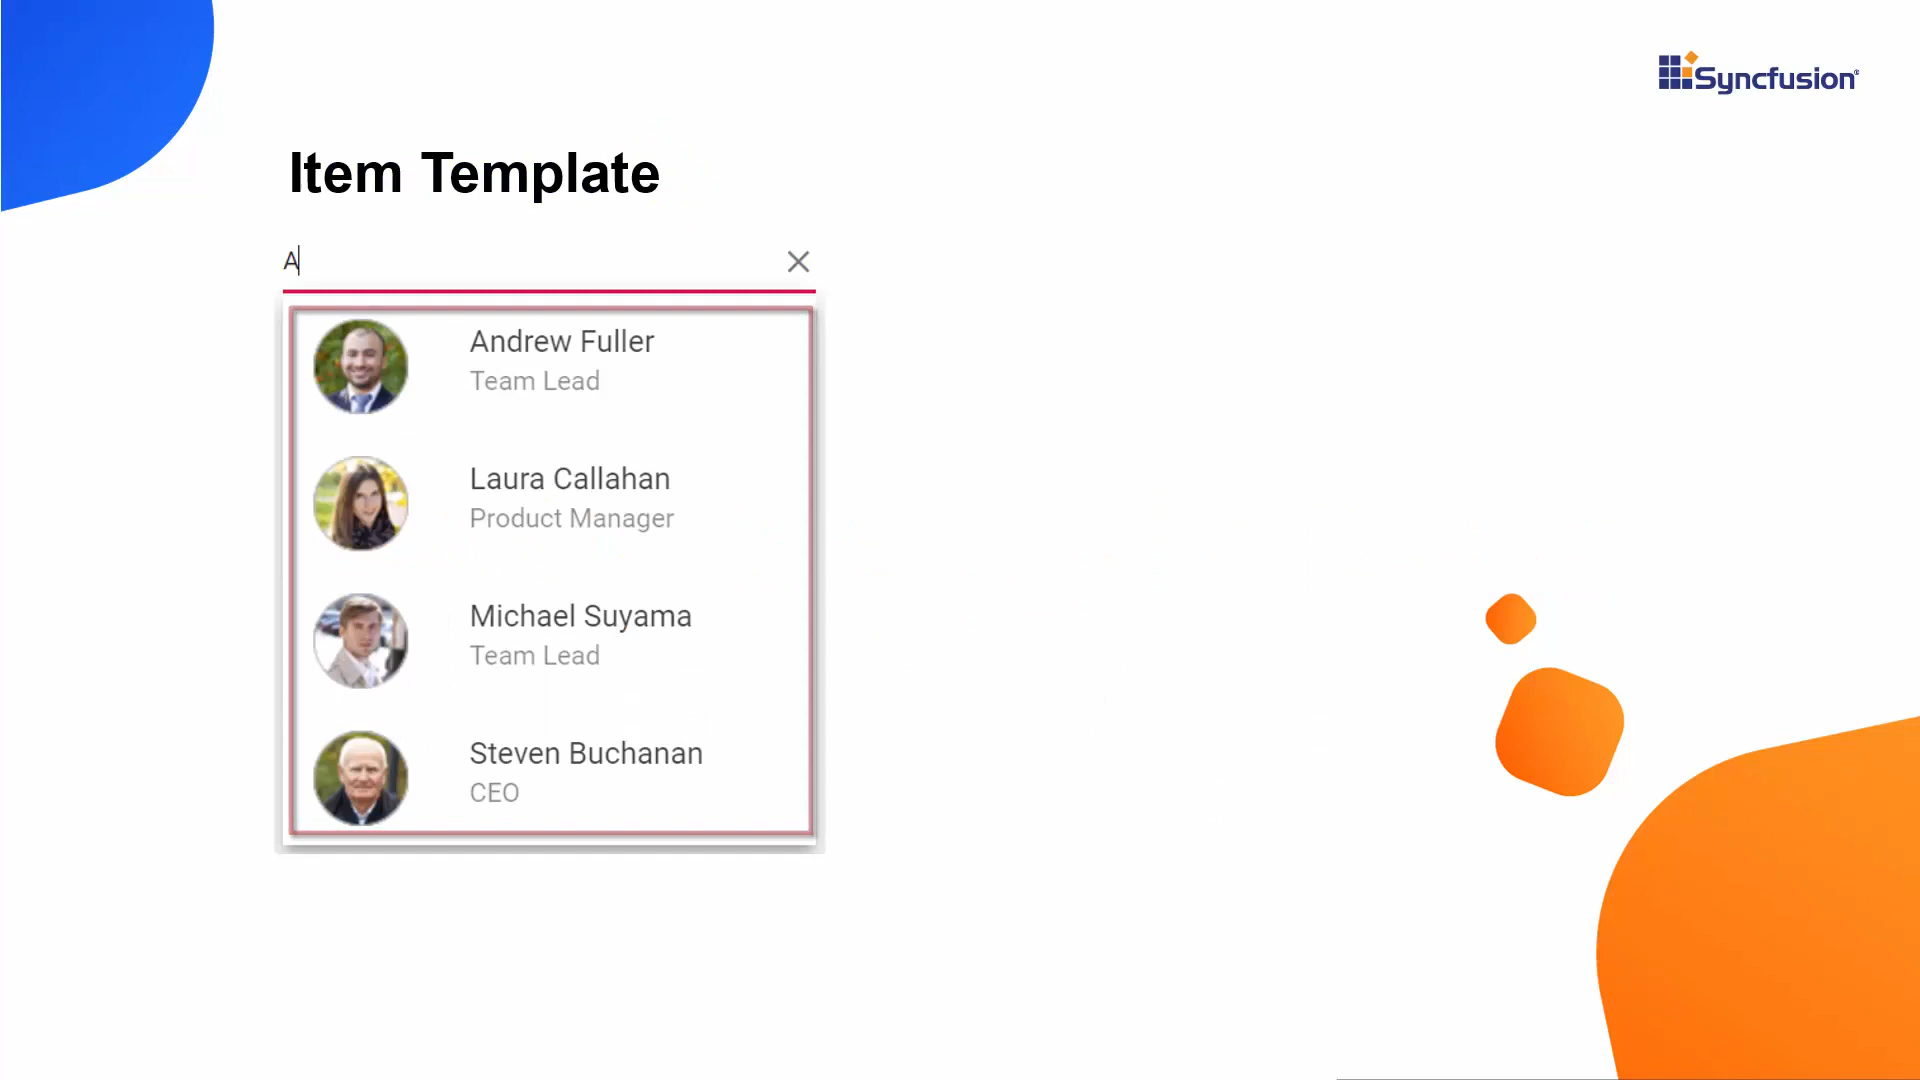 Syncfusion
Item Template
A
Andrew Fuller
Team Lead
Laura Callahan
Product Manager
Michael Suyama
Team Lead
Steven Buchanan
CEO